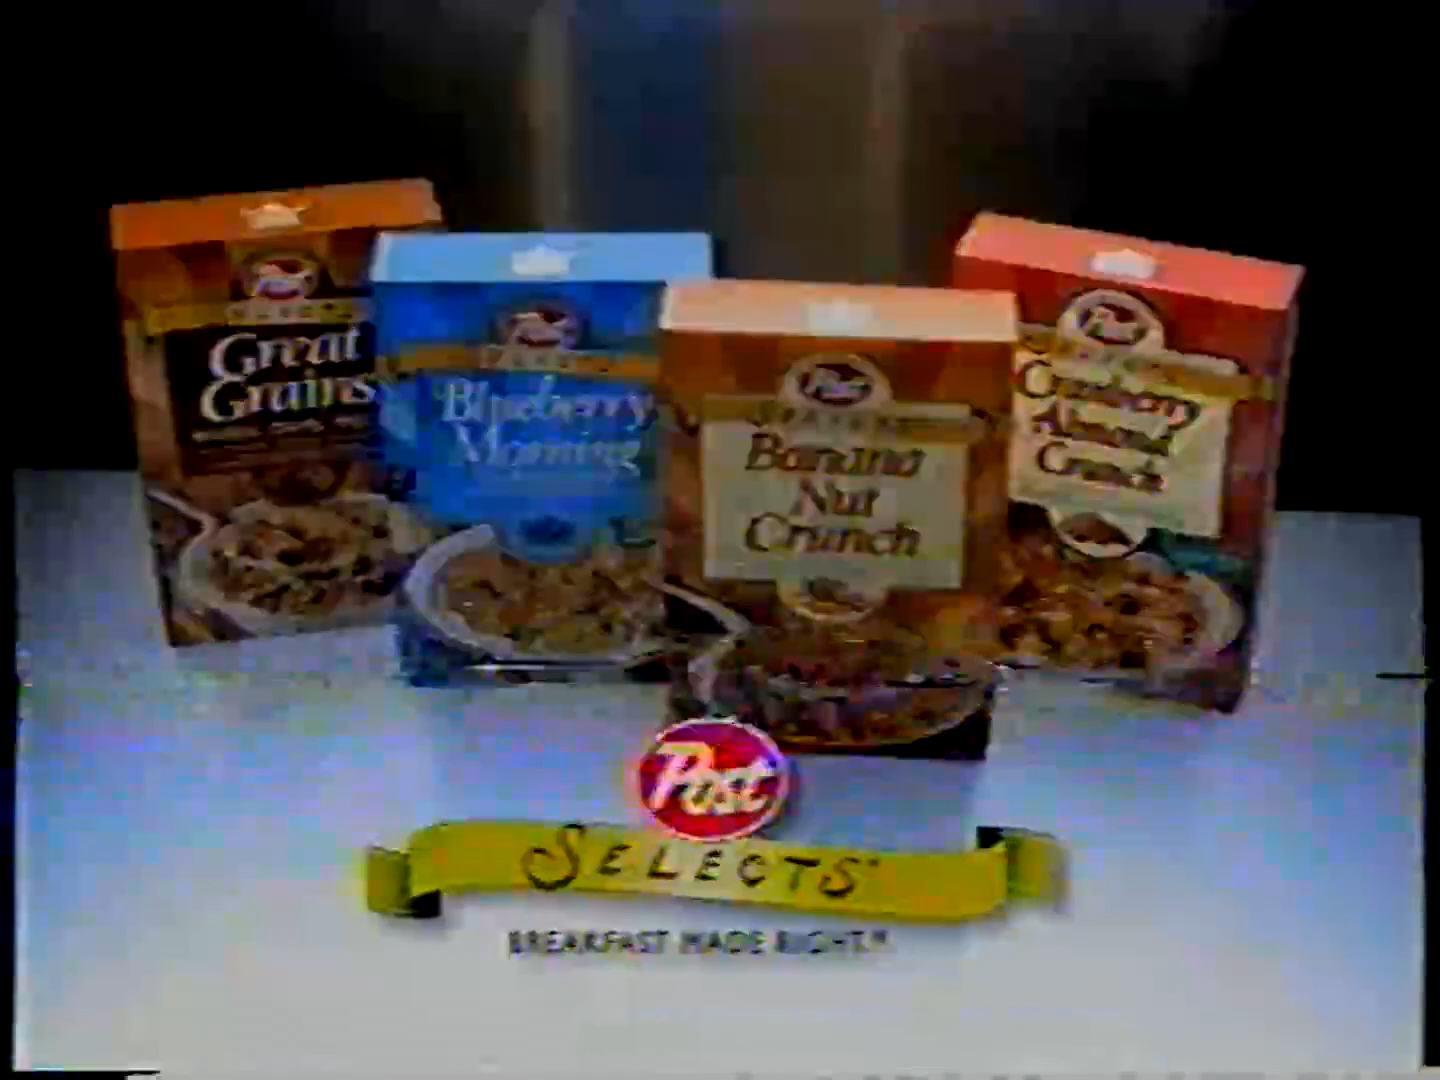 Post
Great
Grains
Post
Blueberry
Morning
Post
Banana
Nut
Crunch
Post
Cranberry
Almond
Crunch
Post
SELECTS
BREAKFAST MADE RIGHT.